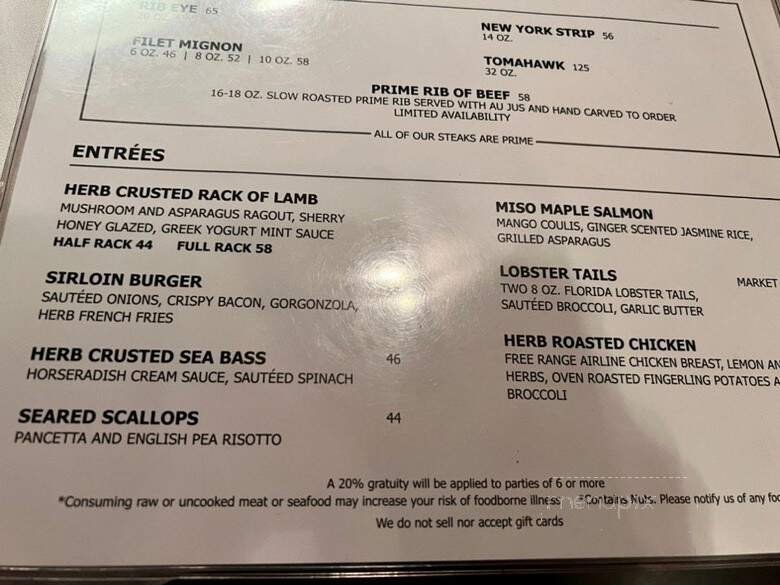 RIB EYE 65
20 OZ.
FILET MIGNON
6 OZ. 46 | 8 OZ. 52 | 10 OZ. 58
NEW YORK STRIP 56
14 OZ.
TOMAHAWK 125
32 OZ.
PRIME RIB OF BEEF 58
16-18 OZ. SLOW ROASTED PRIME RIB SERVED WITH AU JUS AND HAND CARVED TO ORDER
LIMITED AVAILABILITY
ALL OF OUR STEAKS ARE PRIME
ENTRÉES
HERB CRUSTED RACK OF LAMB
MUSHROOM AND ASPARAGUS RAGOUT, SHERRY
HONEY GLAZED, GREEK YOGURT MINT SAUCE
HALF RACK 44 FULL RACK 58
SIRLOIN BURGER
SAUTÉED ONIONS, CRISPY BACON, GORGONZOLA,
HERB FRENCH FRIES
HERB CRUSTED SEA BASS 46
HORSERADISH CREAM SAUCE, SAUTÉED SPINACH
SEARED SCALLOPS 44
PANCETTA AND ENGLISH PEA RISOTTO
MISO MAPLE SALMON
MANGO COULIS, GINGER SCENTED JASMINE RICE,
GRILLED ASPARAGUS
LOBSTER TAILS MARKET
TWO 8 OZ. FLORIDA LOBSTER TAILS,
SAUTÉED BROCCOLI, GARLIC BUTTER
HERB ROASTED CHICKEN
FREE RANGE AIRLINE CHICKEN BREAST, LEMON AN
HERBS, OVEN ROASTED FINGERLING POTATOES A
BROCCOLI
A 20% gratuity will be applied to parties of 6 or more
*Consuming raw or uncooked meat or seafood may increase your risk of foodborne illness *Contains Nuts. Please notify us of any foo
We do not sell nor accept gift cards
menupix